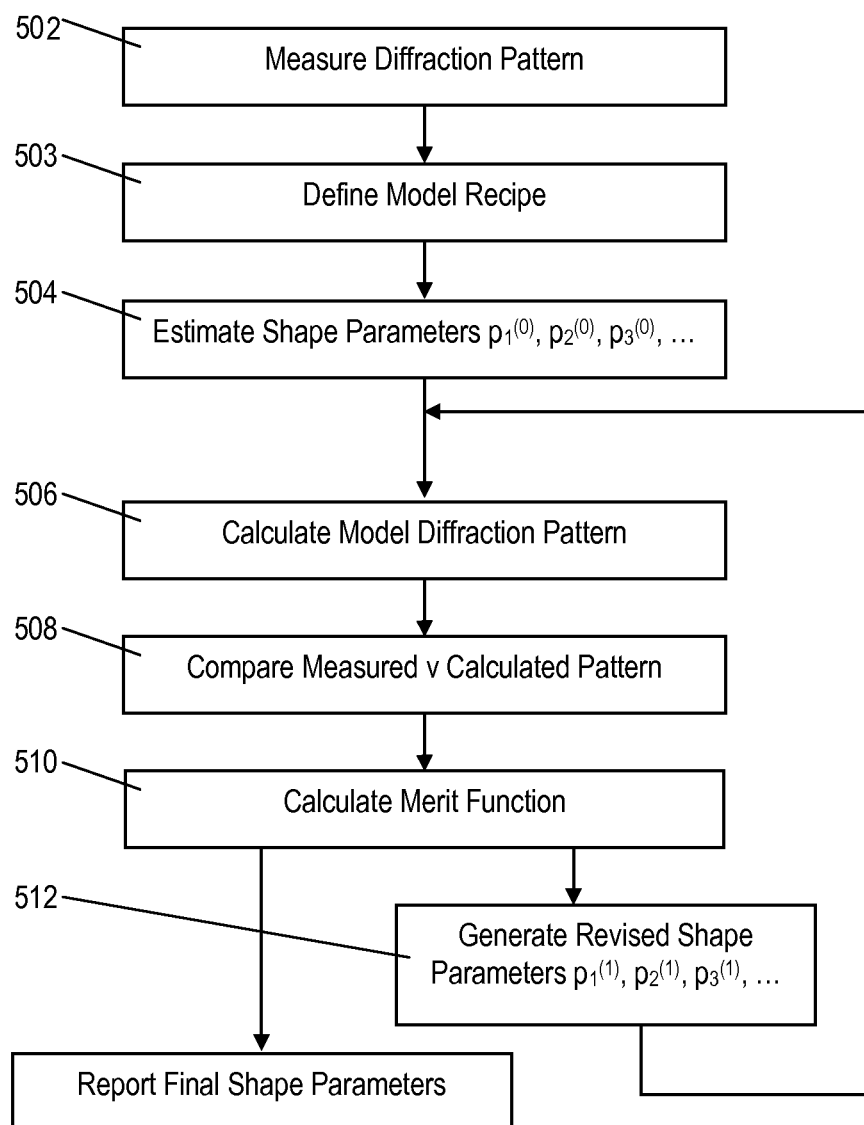 502
Measure Diffraction Pattern
503
Define Model Recipe
504
Estimate Shape Parameters p₁⁽⁰⁾, p₂⁽⁰⁾, p₃⁽⁰⁾, …
506
Calculate Model Diffraction Pattern
508
Compare Measured v Calculated Pattern
510
Calculate Merit Function
512
Generate Revised Shape
Parameters p₁⁽¹⁾, p₂⁽¹⁾, p₃⁽¹⁾, …
Report Final Shape Parameters